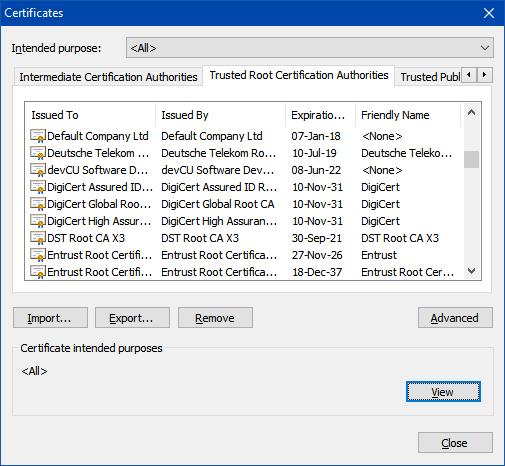 Certificates
Intended purpose: <All>
Intermediate Certification Authorities Trusted Root Certification Authorities Trusted Publ
Issued To Issued By Expiratio... Friendly Name
Default Company Ltd Default Company Ltd 07-Jan-18 <None>
Deutsche Telekom ... Deutsche Telekom Ro... 10-Jul-19 Deutsche Teleko...
devCU Software D... devCU Software Dev... 08-Jun-22 <None>
DigiCert Assured ID... DigiCert Assured ID R... 10-Nov-31 DigiCert
DigiCert Global Roo... DigiCert Global Root CA 10-Nov-31 DigiCert
DigiCert High Assur... DigiCert High Assuran... 10-Nov-31 DigiCert
DST Root CA X3 DST Root CA X3 30-Sep-21 DST Root CA X3
Entrust Root Certifi... Entrust Root Certifica... 27-Nov-26 Entrust
Entrust Root Certifi... Entrust Root Certifica... 18-Dec-37 Entrust Root Cer...
Import... Export... Remove Advanced
Certificate intended purposes
<All>
View
Close